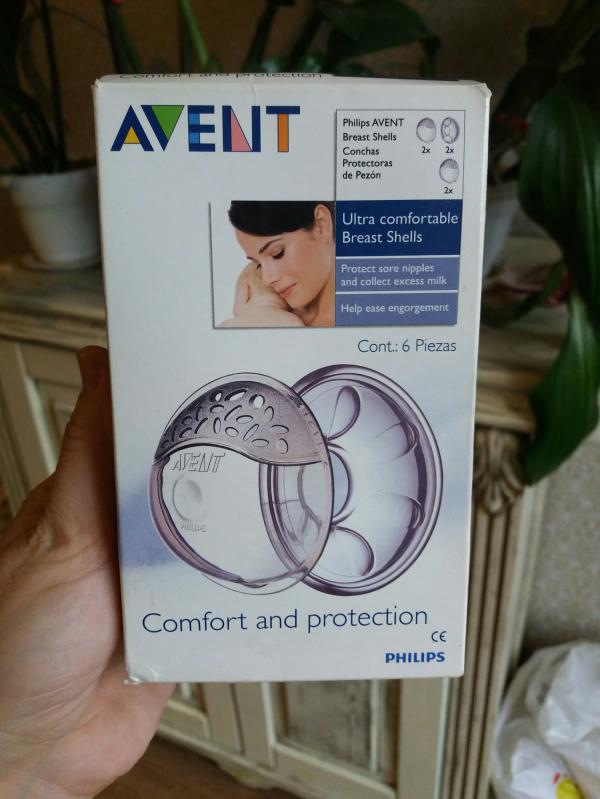 Comfort and protection
AVENT
Philips AVENT
Breast Shells
Conchas
Protectoras
de Pezón
2x 2x
2x
Ultra comfortable
Breast Shells
Protect sore nipples
and collect excess milk
Help ease engorgement
Cont.: 6 Piezas
AVENT
PHILIPS
Comfort and protection
CE
PHILIPS